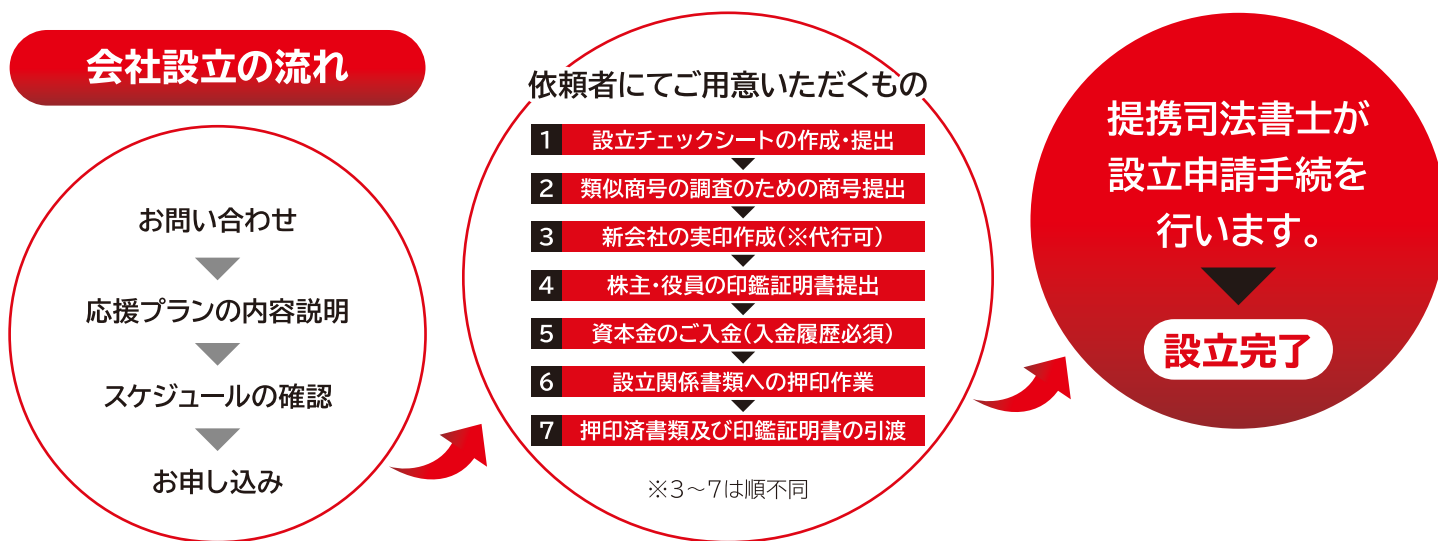 会社設立の流れ
お問い合わせ
応援プランの内容説明
スケジュールの確認
お申し込み
依頼者にてご用意いただくもの
1 設立チェックシートの作成・提出
2 類似商号の調査のための商号提出
3 新会社の実印作成(※代行可)
4 株主・役員の印鑑証明書提出
5 資本金のご入金(入金履歴必須)
6 設立関係書類への押印作業
7 押印済書類及び印鑑証明書の引渡
※3～7は順不同
提携司法書士が
設立申請手続を
行います。
設立完了